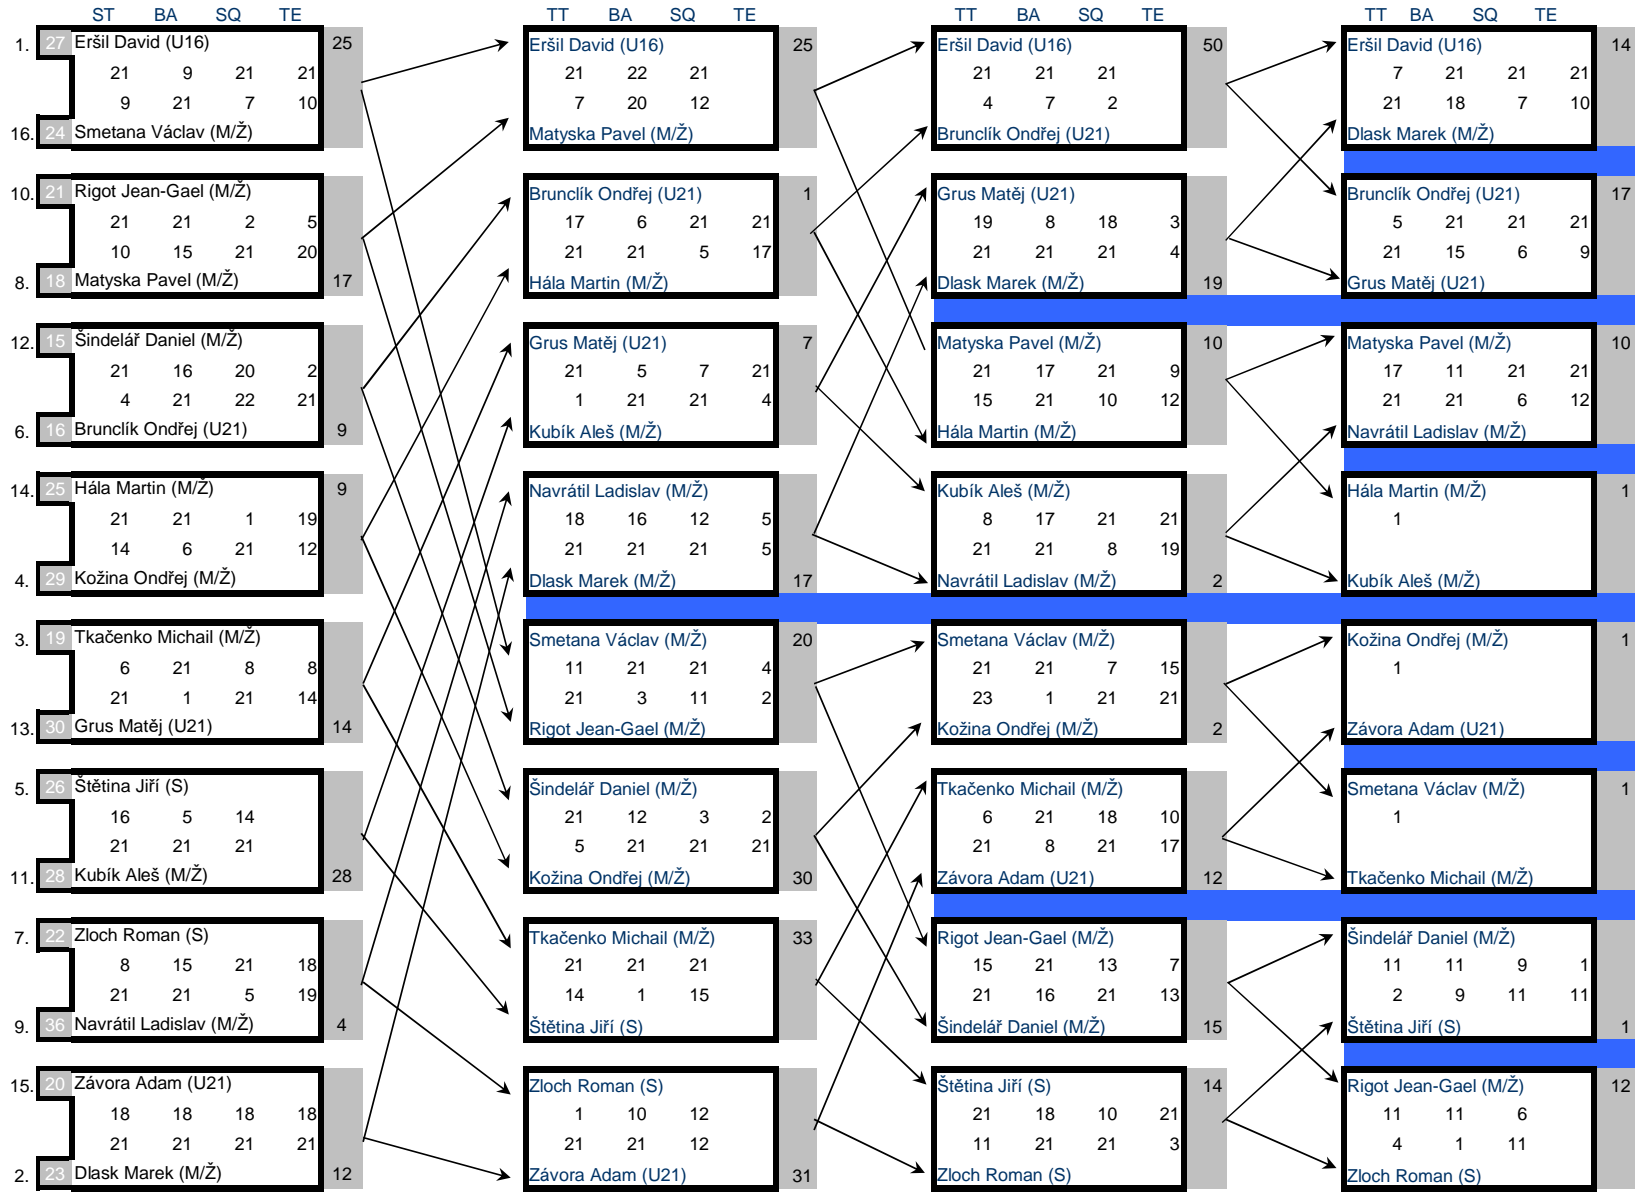 ST BA SQ TE
1. 27 Eršil David (U16) 25
21 9 21 21
9 21 7 10
16. 24 Smetana Václav (M/Ž)
10. 21 Rigot Jean-Gael (M/Ž)
21 21 2 5
10 15 21 20
8. 18 Matyska Pavel (M/Ž) 17
12. 15 Šindelář Daniel (M/Ž)
21 16 20 2
4 21 22 21
6. 16 Brunclík Ondřej (U21) 9
14. 25 Hála Martin (M/Ž) 9
21 21 1 19
14 6 21 12
4. 29 Kožina Ondřej (M/Ž)
3. 19 Tkačenko Michail (M/Ž)
6 21 8 8
21 1 21 14
13. 30 Grus Matěj (U21) 14
5. 26 Štětina Jiří (S)
16 5 14
21 21 21
11. 28 Kubík Aleš (M/Ž) 28
7. 22 Zloch Roman (S)
8 15 21 18
21 21 5 19
9. 36 Navrátil Ladislav (M/Ž) 4
15. 20 Závora Adam (U21)
18 18 18 18
21 21 21 21
2. 23 Dlask Marek (M/Ž) 12
TT BA SQ TE
Eršil David (U16) 25
21 22 21
7 20 12
Matyska Pavel (M/Ž)
Brunclík Ondřej (U21) 1
17 6 21 21
21 21 5 17
Hála Martin (M/Ž)
Grus Matěj (U21) 7
21 5 7 21
1 21 21 4
Kubík Aleš (M/Ž)
Navrátil Ladislav (M/Ž)
18 16 12 5
21 21 21 5
Dlask Marek (M/Ž) 17
Smetana Václav (M/Ž) 20
11 21 21 4
21 3 11 2
Rigot Jean-Gael (M/Ž)
Šindelář Daniel (M/Ž)
21 12 3 2
5 21 21 21
Kožina Ondřej (M/Ž) 30
Tkačenko Michail (M/Ž) 33
21 21 21
14 1 15
Štětina Jiří (S)
Zloch Roman (S)
1 10 12
21 21 12
Závora Adam (U21) 31
TT BA SQ TE
Eršil David (U16) 50
21 21 21
4 7 2
Brunclík Ondřej (U21)
Grus Matěj (U21)
19 8 18 3
21 21 21 4
Dlask Marek (M/Ž) 19
Matyska Pavel (M/Ž) 10
21 17 21 9
15 21 10 12
Hála Martin (M/Ž)
Kubík Aleš (M/Ž)
8 17 21 21
21 21 8 19
Navrátil Ladislav (M/Ž) 2
Smetana Václav (M/Ž)
21 21 7 15
23 1 21 21
Kožina Ondřej (M/Ž) 2
Tkačenko Michail (M/Ž)
6 21 18 10
21 8 21 17
Závora Adam (U21) 12
Rigot Jean-Gael (M/Ž)
15 21 13 7
21 16 21 13
Šindelář Daniel (M/Ž) 15
Štětina Jiří (S) 14
21 18 10 21
11 21 21 3
Zloch Roman (S)
TT BA SQ TE
Eršil David (U16) 14
7 21 21 21
21 18 7 10
Dlask Marek (M/Ž)
Brunclík Ondřej (U21) 17
5 21 21 21
21 15 6 9
Grus Matěj (U21)
Matyska Pavel (M/Ž) 10
17 11 21 21
21 21 6 12
Navrátil Ladislav (M/Ž)
Hála Martin (M/Ž) 1
1
Kubík Aleš (M/Ž)
Kožina Ondřej (M/Ž) 1
1
Závora Adam (U21)
Smetana Václav (M/Ž) 1
1
Tkačenko Michail (M/Ž)
Šindelář Daniel (M/Ž)
11 11 9 1
2 9 11 11
Štětina Jiří (S) 1
Rigot Jean-Gael (M/Ž) 12
11 11 6
4 1 11
Zloch Roman (S)